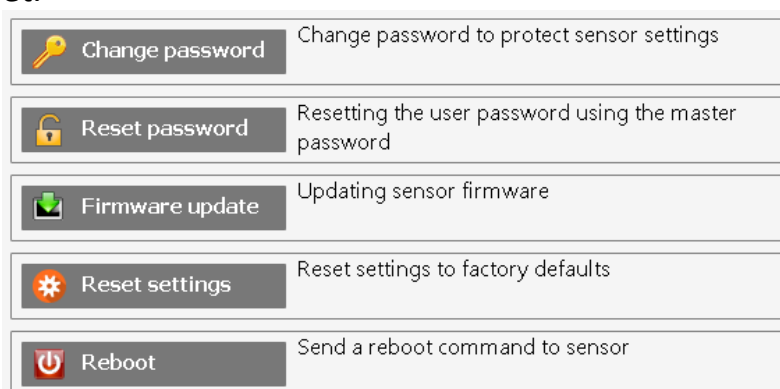 Change password
Change password to protect sensor settings
Reset password
Resetting the user password using the master
password
Firmware update
Updating sensor firmware
Reset settings
Reset settings to factory defaults
Reboot
Send a reboot command to sensor